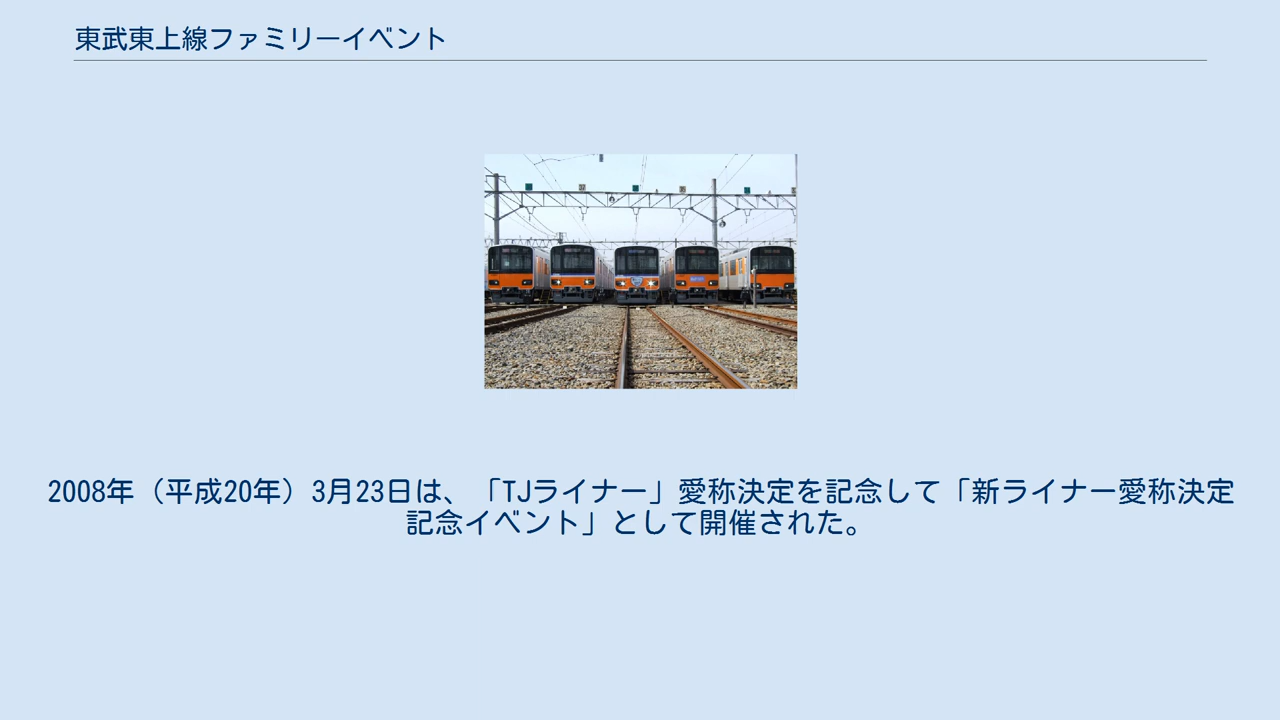 東武東上線ファミリーイベント
2008年（平成20年）3月23日は、「TJライナー」愛称決定を記念して「新ライナー愛称決定
記念イベント」として開催された。